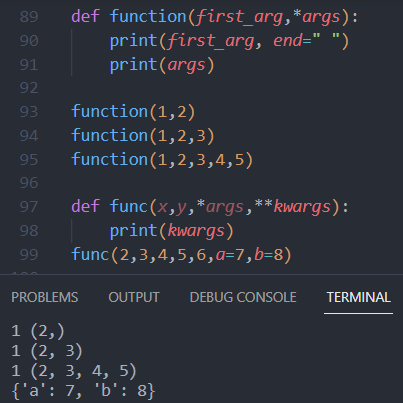 89 def function(first_arg,*args):
90     print(first_arg, end=" ")
91     print(args)
92
93 function(1,2)
94 function(1,2,3)
95 function(1,2,3,4,5)
96
97 def func(x,y,*args,**kwargs):
98     print(kwargs)
99 func(2,3,4,5,6,a=7,b=8)
PROBLEMS OUTPUT DEBUG CONSOLE TERMINAL
1 (2,)
1 (2, 3)
1 (2, 3, 4, 5)
{'a': 7, 'b': 8}